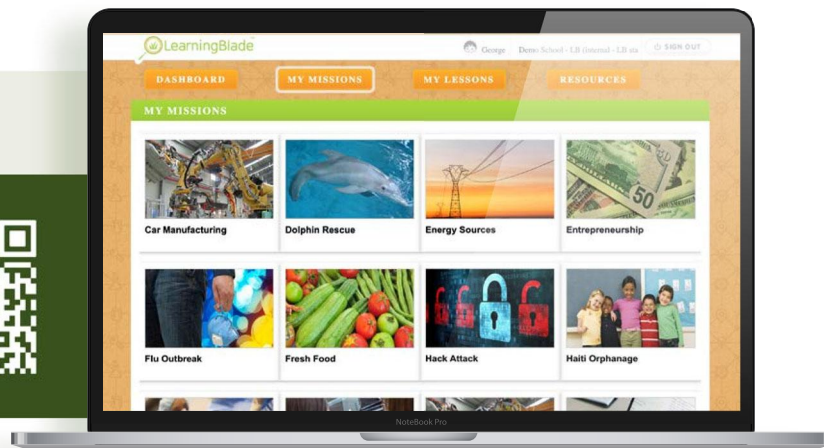 LearningBlade
George Demo School - LB (Internal - LB sta SIGN OUT
DASHBOARD MY MISSIONS MY LESSONS RESOURCES
MY MISSIONS
50
Car Manufacturing Dolphin Rescue Energy Sources Entrepreneurship
Flu Outbreak Fresh Food Hack Attack Haiti Orphanage
NoteBook Pro